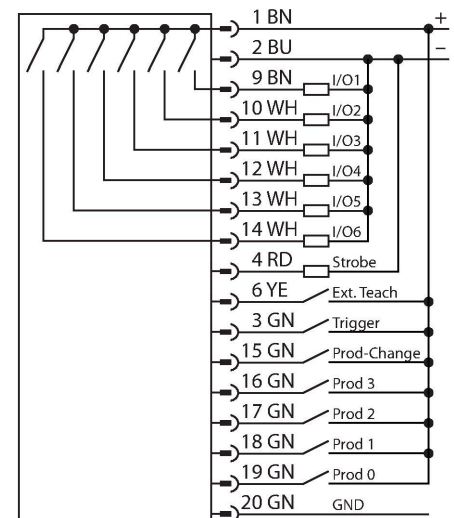 1 BN +
2 BU −
9 BN I/O1
10 WH I/O2
11 WH I/O3
12 WH I/O4
13 WH I/O5
14 WH I/O6
4 RD Strobe
6 YE Ext. Teach
3 GN Trigger
15 GN Prod-Change
16 GN Prod 3
17 GN Prod 2
18 GN Prod 1
19 GN Prod 0
20 GN GND